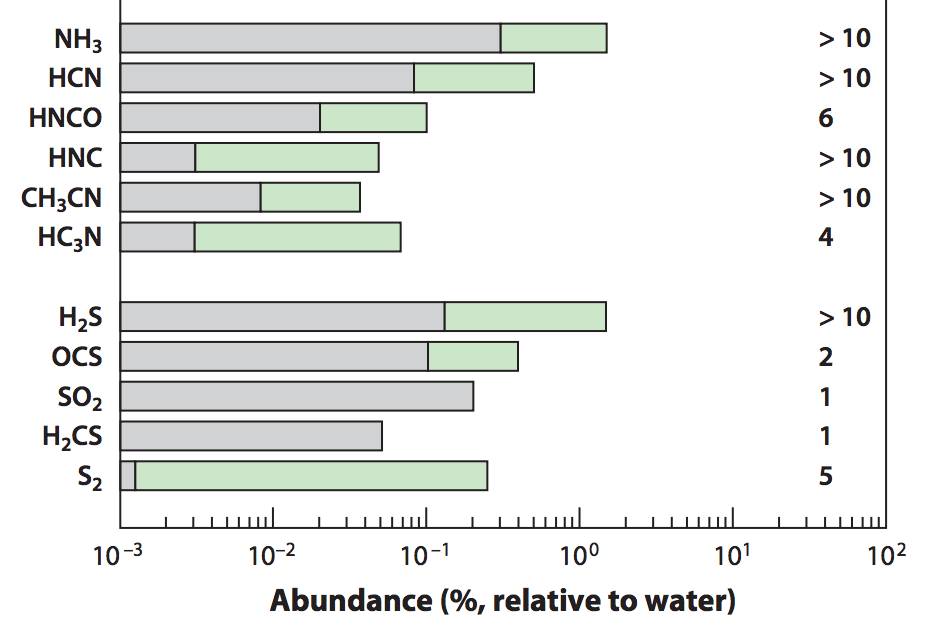 NH₃ > 10
HCN > 10
HNCO 6
HNC > 10
CH₃CN > 10
HC₃N 4
H₂S > 10
OCS 2
SO₂ 1
H₂CS 1
S₂ 5
10⁻³ 10⁻² 10⁻¹ 10⁰ 10¹ 10²
Abundance (%, relative to water)